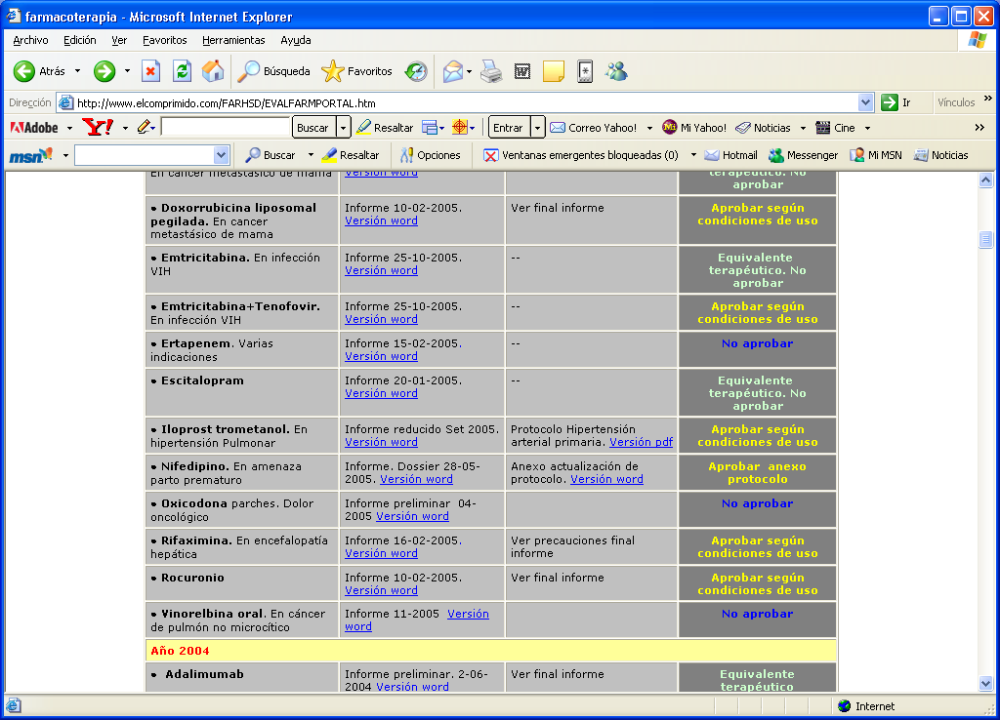 farmacoterapia - Microsoft Internet Explorer
Archivo Edición Ver Favoritos Herramientas Ayuda
Atrás Búsqueda Favoritos
Dirección http://www.elcomprimido.com/FARHSD/EVALFARMPORTAL.htm Ir Vínculos »
Adobe Y! Buscar Resaltar Entrar Correo Yahoo! Mi Yahoo! Noticias Cine »
msn Buscar Resaltar Opciones Ventanas emergentes bloqueadas (0) Hotmail Messenger Mi MSN Noticias
En cancer metastásico de mama Versión word terapéutico. No
aprobar
• Doxorrubicina liposomal Informe 10-02-2005. Ver final informe Aprobar según
pegilada. En cancer Versión word condiciones de uso
metastásico de mama
• Emtricitabina. En infección Informe 25-10-2005. -- Equivalente
VIH Versión word terapéutico. No
aprobar
• Emtricitabina+Tenofovir. Informe 25-10-2005. -- Aprobar según
En infección VIH Versión word condiciones de uso
• Ertapenem. Varias Informe 15-02-2005. -- No aprobar
indicaciones Versión word
• Escitalopram Informe 20-01-2005. -- Equivalente
Versión word terapéutico. No
aprobar
• Iloprost trometanol. En Informe reducido Set 2005. Protocolo Hipertensión Aprobar según
hipertensión Pulmonar Versión word arterial primaria. Versión pdf condiciones de uso
• Nifedipino. En amenaza Informe. Dossier 28-05- Anexo actualización de Aprobar anexo
parto prematuro 2005. Versión word protocolo. Versión word protocolo
• Oxicodona parches. Dolor Informe preliminar 04- No aprobar
oncológico 2005 Versión word
• Rifaximina. En encefalopatía Informe 16-02-2005. Ver precauciones final Aprobar según
hepática Versión word informe condiciones de uso
• Rocuronio Informe 10-02-2005. Ver final informe Aprobar según
Versión word condiciones de uso
• Vinorelbina oral. En cáncer Informe 11-2005 Versión No aprobar
de pulmón no microcítico word
Año 2004
• Adalimumab Informe preliminar. 2-06- Ver final informe Equivalente
2004 Versión word terapéutico
Internet